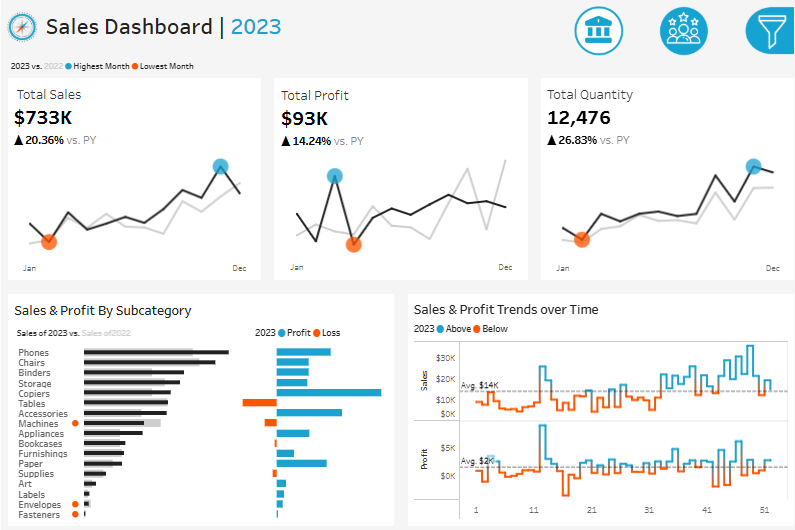 Sales Dashboard | 2023
2023 vs. 2022 Highest Month Lowest Month
Total Sales
$733K
▲ 20.36% vs. PY
Jan Dec
Total Profit
$93K
▲ 14.24% vs. PY
Jan Dec
Total Quantity
12,476
▲ 26.83% vs. PY
Jan Dec
Sales & Profit By Subcategory
Sales of 2023 vs. Sales of2022
2023 Profit Loss
Phones
Chairs
Binders
Storage
Copiers
Tables
Accessories
Machines
Appliances
Bookcases
Furnishings
Paper
Supplies
Art
Labels
Envelopes
Fasteners
Sales & Profit Trends over Time
2023 Above Below
Sales
$30K
$20K
Avg. $14K
$10K
$0K
Profit
$5K
Avg. $2K
$0K
1 11 21 31 41 51